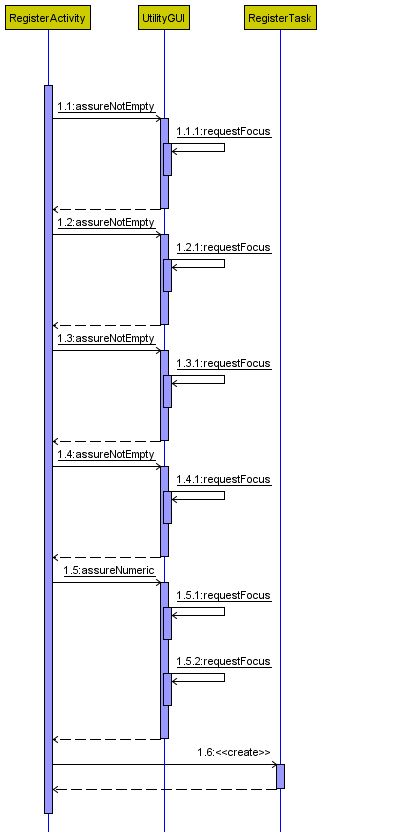 RegisterActivity UtilityGUI RegisterTask
1.1:assureNotEmpty
1.1.1:requestFocus
1.2:assureNotEmpty
1.2.1:requestFocus
1.3:assureNotEmpty
1.3.1:requestFocus
1.4:assureNotEmpty
1.4.1:requestFocus
1.5:assureNumeric
1.5.1:requestFocus
1.5.2:requestFocus
1.6:<<create>>